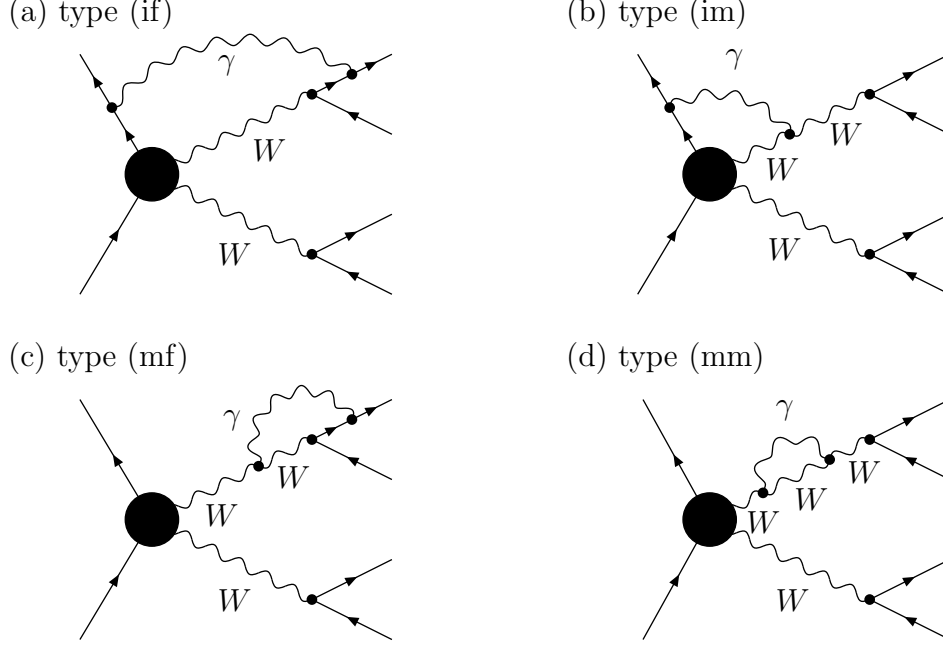 (a) type (if)
γ
W
W
(b) type (im)
γ
W
W
W
(c) type (mf)
γ
W
W
W
(d) type (mm)
γ
W
W
W
W